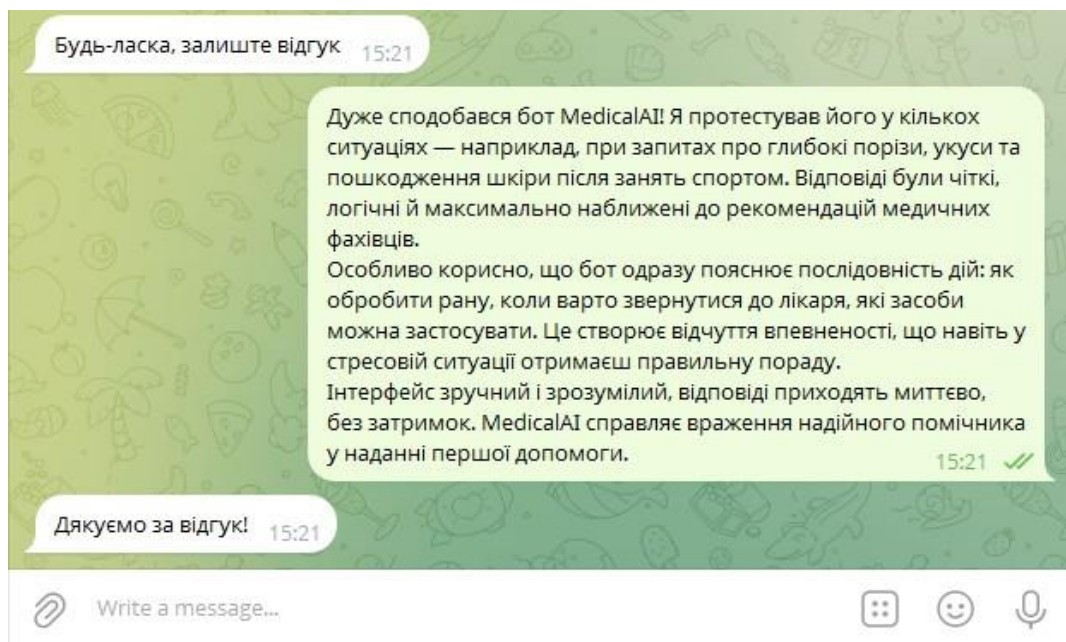 Будь-ласка, залиште відгук 15:21
Дуже сподобався бот MedicalAI! Я протестував його у кількох
ситуаціях — наприклад, при запитах про глибокі порізи, укуси та
пошкодження шкіри після занять спортом. Відповіді були чіткі,
логічні й максимально наближені до рекомендацій медичних
фахівців.
Особливо корисно, що бот одразу пояснює послідовність дій: як
обробити рану, коли варто звернутися до лікаря, які засоби
можна застосувати. Це створює відчуття впевненості, що навіть у
стресовій ситуації отримаєш правильну пораду.
Інтерфейс зручний і зрозумілий, відповіді приходять миттєво,
без затримок. MedicalAI справляє враження надійного помічника
у наданні першої допомоги. 15:21
Дякуємо за відгук! 15:21
Write a message...